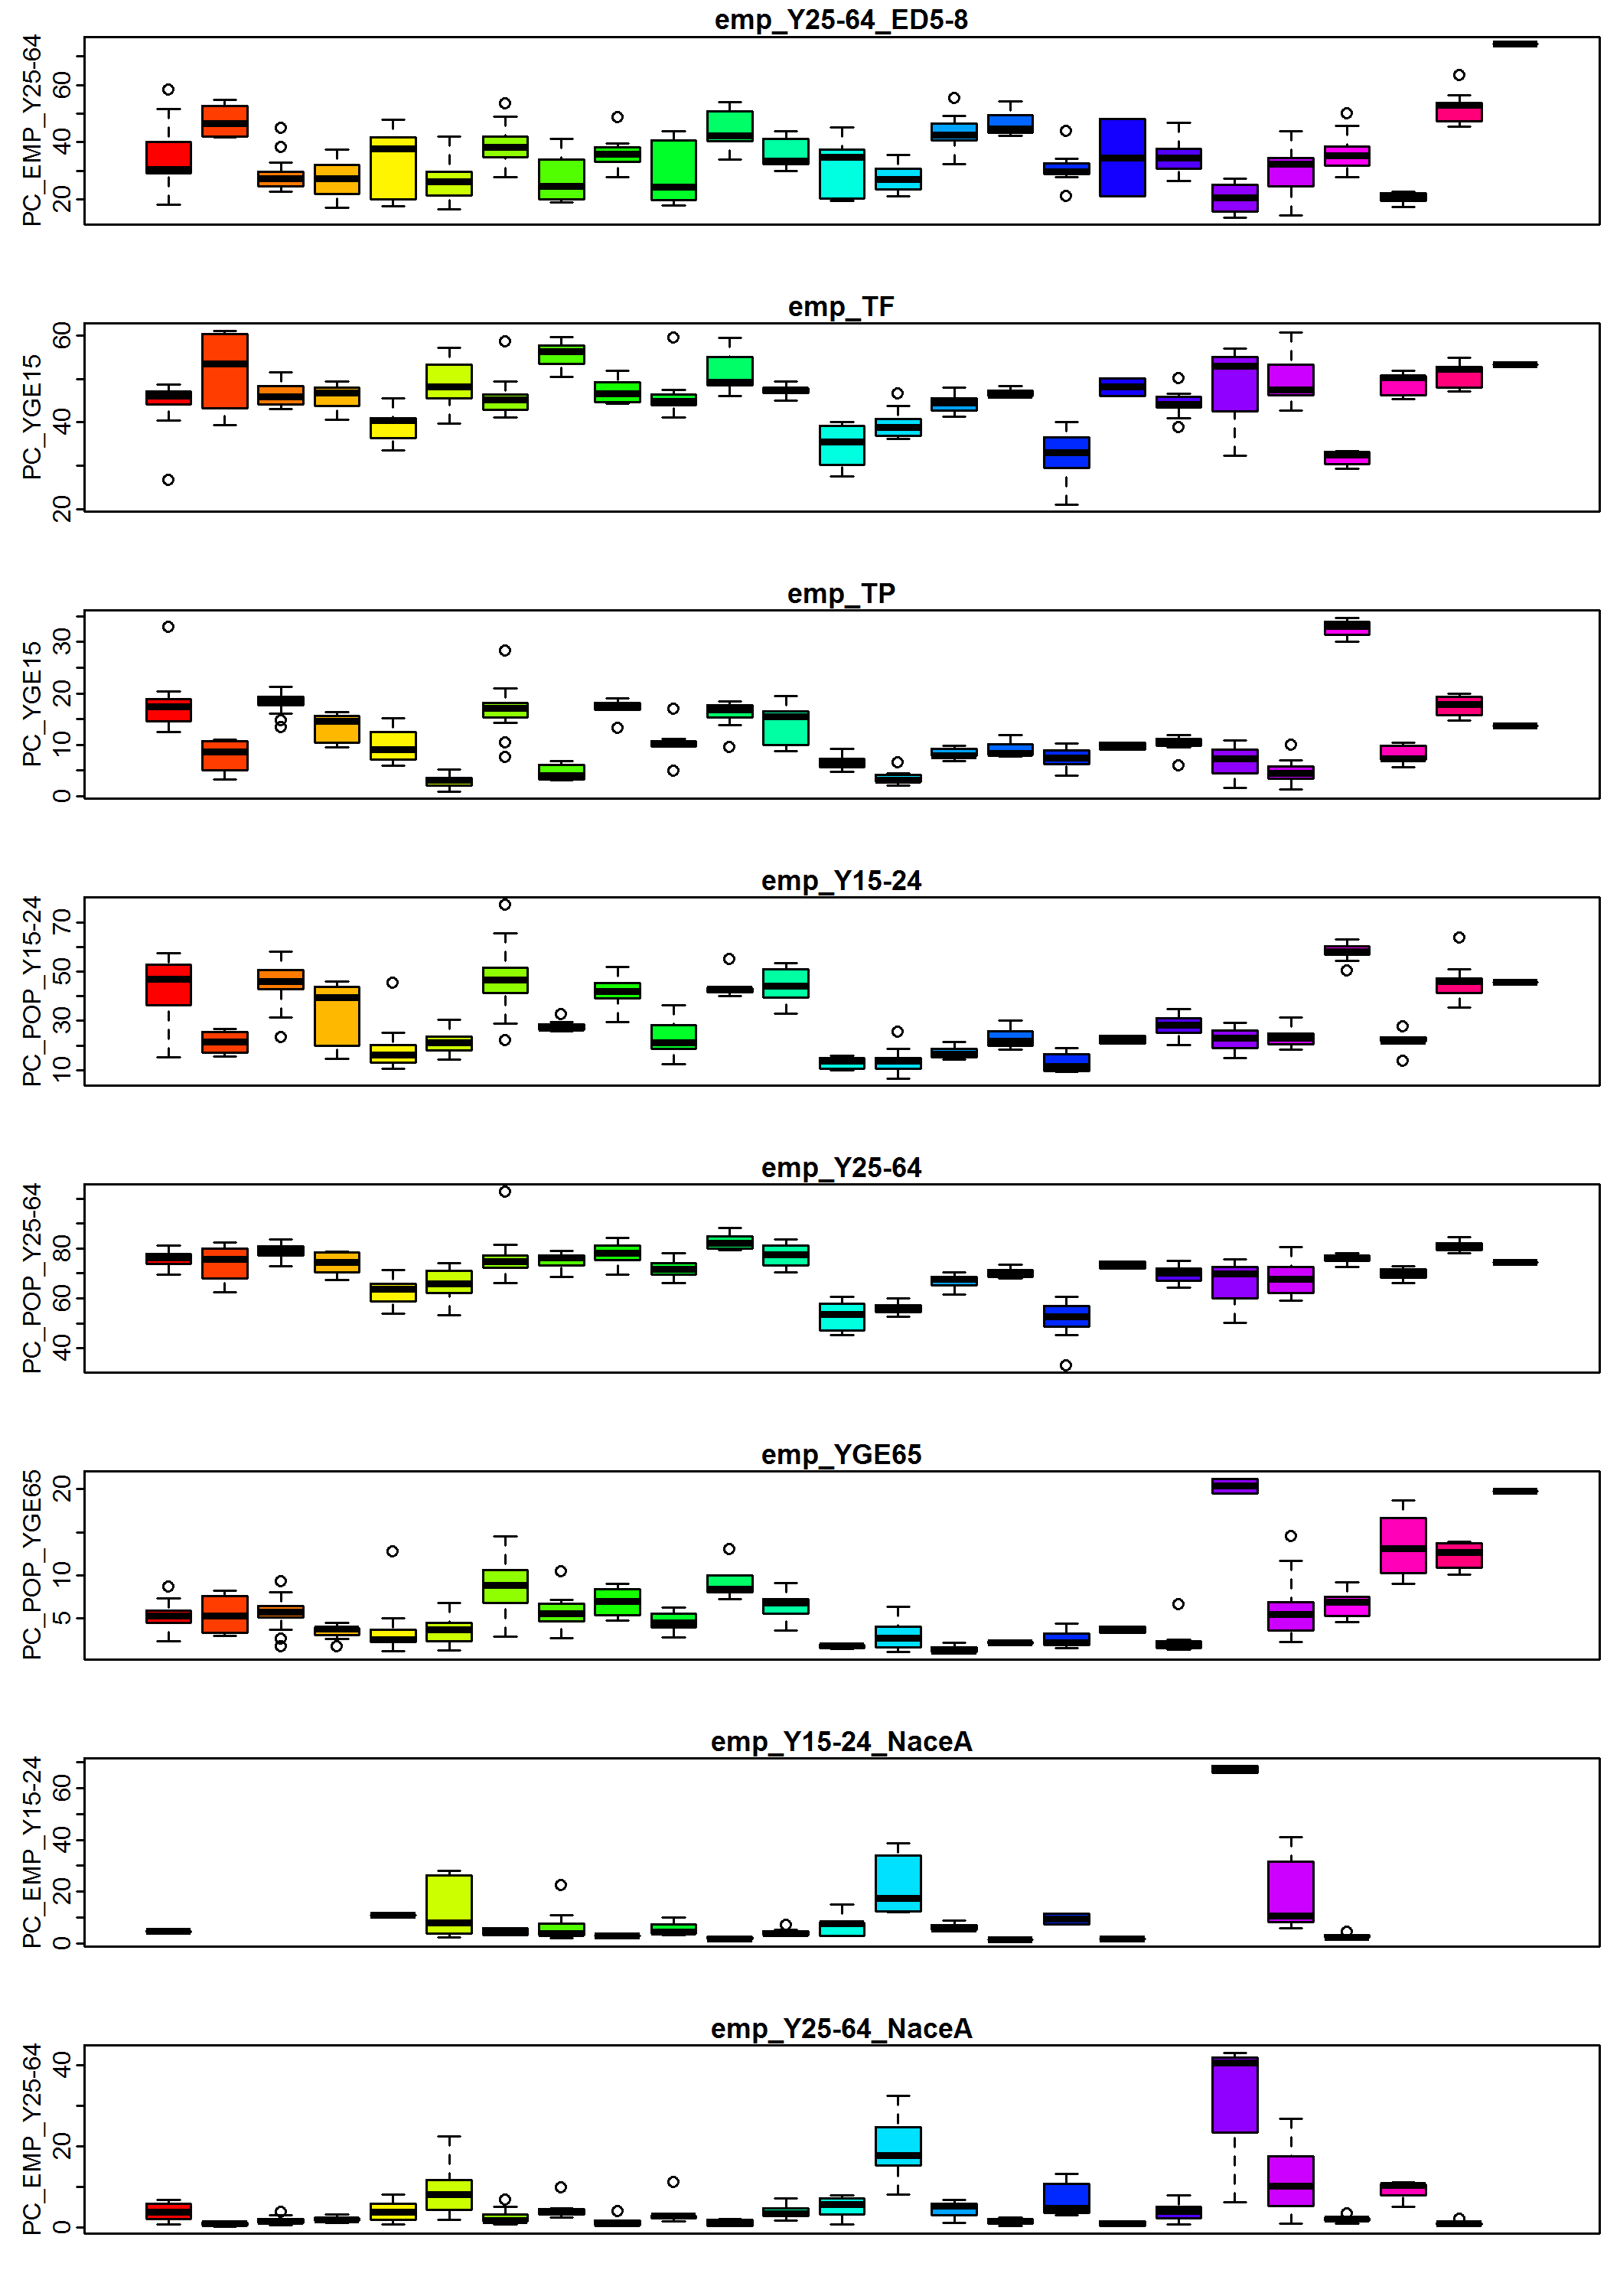 emp_Y25-64_ED5-8
PC_EMP_Y25-64
20 40 60
emp_TF
PC_YGE15
20 40 60
emp_TP
PC_YGE15
0 10 20 30
emp_Y15-24
PC_POP_Y15-24
10 30 50 70
emp_Y25-64
PC_POP_Y25-64
40 60 80
emp_YGE65
PC_POP_YGE65
5 10 20
emp_Y15-24_NaceA
PC_EMP_Y15-24
0 20 40 60
emp_Y25-64_NaceA
PC_EMP_Y25-64
0 20 40